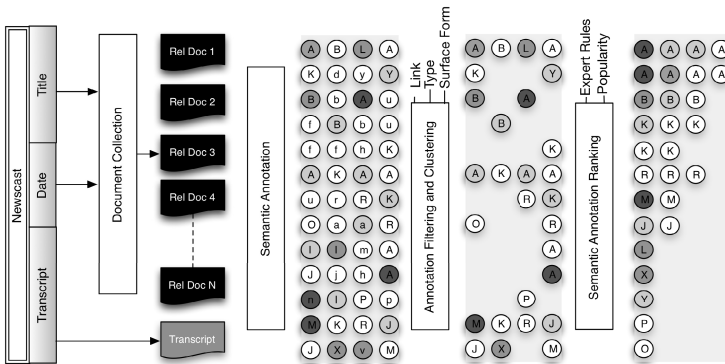 Newscast
Title
Date
Transcript
Document Collection
Rel Doc 1
Rel Doc 2
Rel Doc 3
Rel Doc 4
Rel Doc N
Transcript
Semantic Annotation
A B L A
K d y Y
B b A u
f B b u
f f h K
A K A A
u r R K
O a a R
I I m A
J j h A
n I P p
M K R J
J X v M
Link
Type
Surface Form
Annotation Filtering and Clustering
A B L A
K Y
B A
B
K
A K A A
R K
O R
A
A
P
M K R J
J X M
Expert Rules
Popularity
Semantic Annotation Ranking
A A A A
A A A A
B B B
K K K
K K
R R R
M M
J J
L
X
Y
P
O